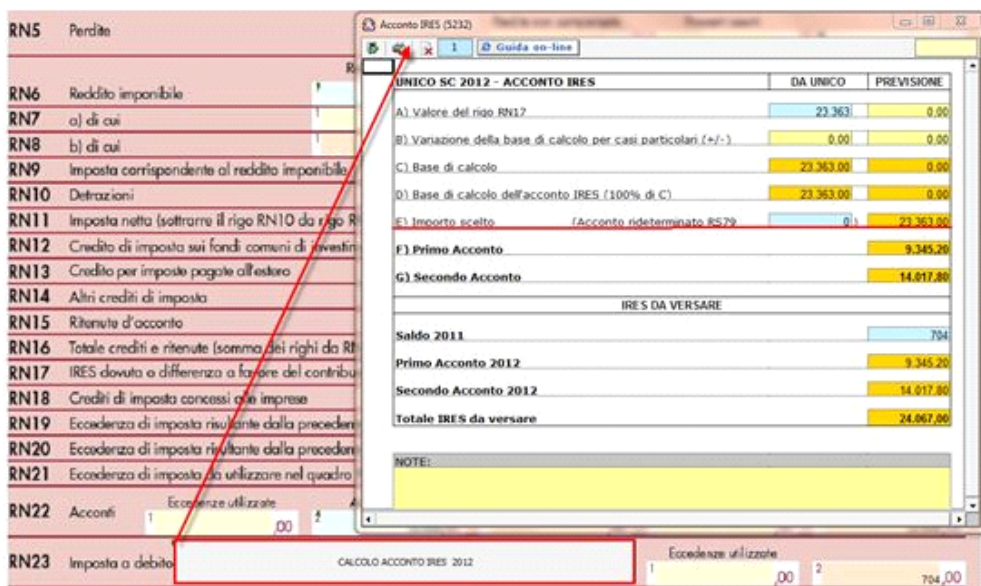 RN5 Perdite
RN6 Reddito imponibile
RN7 a) di cui
RN8 b) di cui
RN9 Imposta corrispondente al reddito imponibile
RN10 Detrazioni
RN11 Imposta netta (sottrarre il rigo RN10 da rigo
RN12 Credito di imposta sui fondi comuni di
RN13 Credito per imposte pagate all'estero
RN14 Altri crediti di imposta
RN15 Ritenute d'acconto
RN16 Totale crediti e ritenute (somma dei righi da
RN17 IRES dovuta o differenza a favore del
RN18 Crediti di imposta concessi alle imprese
RN19 Eccedenza di imposta risultante dalla
RN20 Eccedenza di imposta risultante dalla
RN21 Eccedenza di imposta da utilizzare nel quadro
Eccedenze utilizzate
RN22 Acconti 1 ,00 2
Eccedenze utilizzate
RN23 Imposta a debito CALCOLO ACCONTO IRES 2012 1 ,00 2 704,00
Acconto IRES (5232)
1 Guida on-line
UNICO SC 2012 - ACCONTO IRES DA UNICO PREVISIONE
A) Valore del rigo RN17 23.363 0,00
B) Variazione della base di calcolo per casi particolari (+/-) 0,00 0,00
C) Base di calcolo 23.363,00 0,00
D) Base di calcolo dell'acconto IRES (100% di C) 23.363,00 0,00
E) Importo scelto (Acconto rideterminato RS79 0 ) 23.363,00
F) Primo Acconto 9.345,20
G) Secondo Acconto 14.017,80
IRES DA VERSARE
Saldo 2011 704
Primo Acconto 2012 9.345,20
Secondo Acconto 2012 14.017,80
Totale IRES da versare 24.067,00
NOTE: